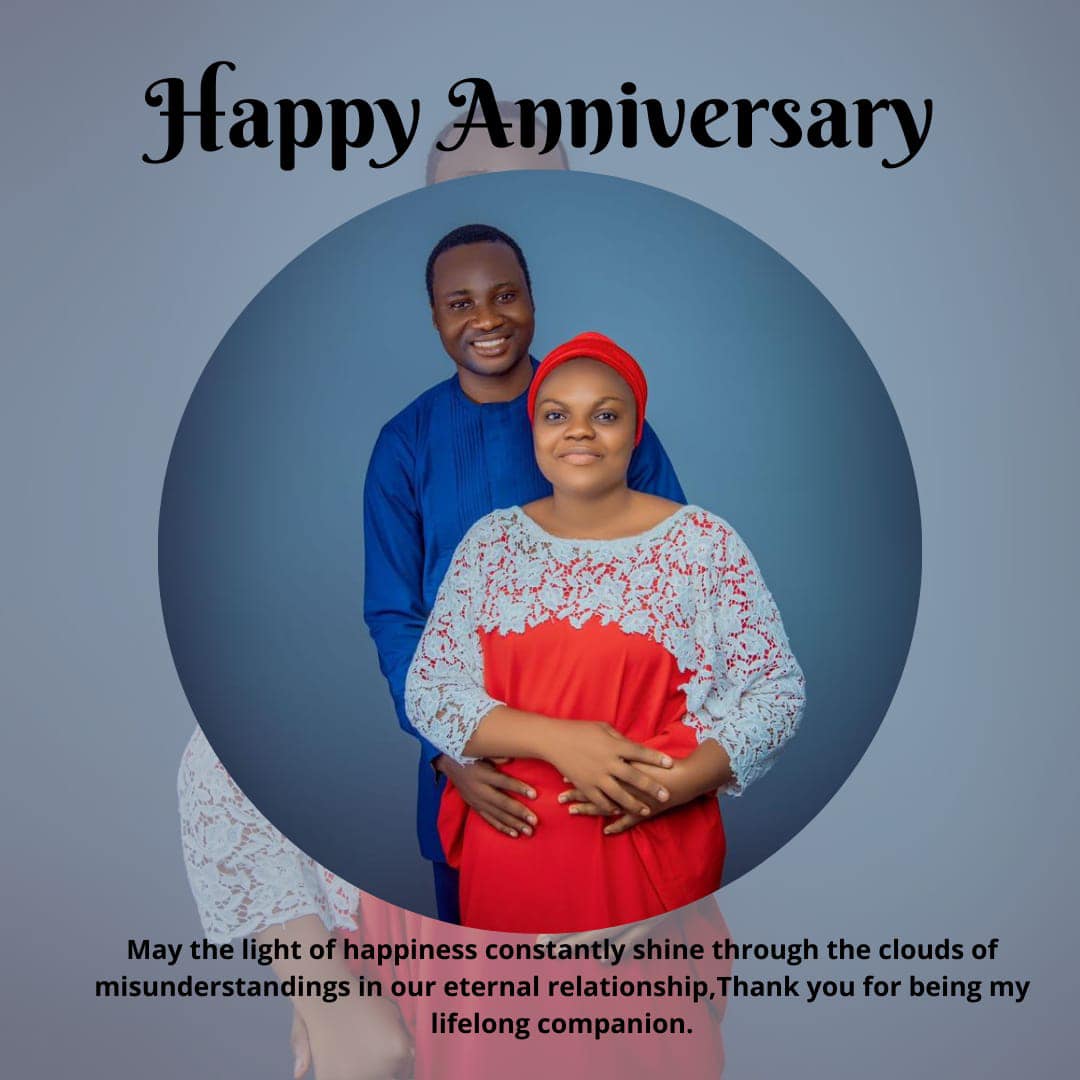 Happy Anniversary
May the light of happiness constantly shine through the clouds of
misunderstandings in our eternal relationship,Thank you for being my
lifelong companion.